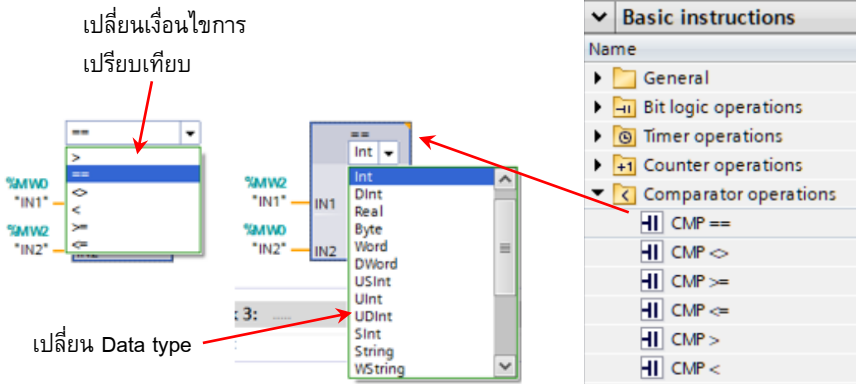 เปลี่ยนเงื่อนไขการ
เปรียบเทียบ
==
>
==
<>
<
>=
<=
%MW0
"IN1"
%MW2
"IN2"
IN2
==
Int
%MW2
"IN1"
IN1
%MW0
"IN2"
IN2
Int
DInt
Real
Byte
Word
DWord
USInt
UInt
UDInt
SInt
String
WString
3: .....
เปลี่ยน Data type
Basic instructions
Name
General
Bit logic operations
Timer operations
+1 Counter operations
Comparator operations
CMP ==
CMP <>
CMP >=
CMP <=
CMP >
CMP <